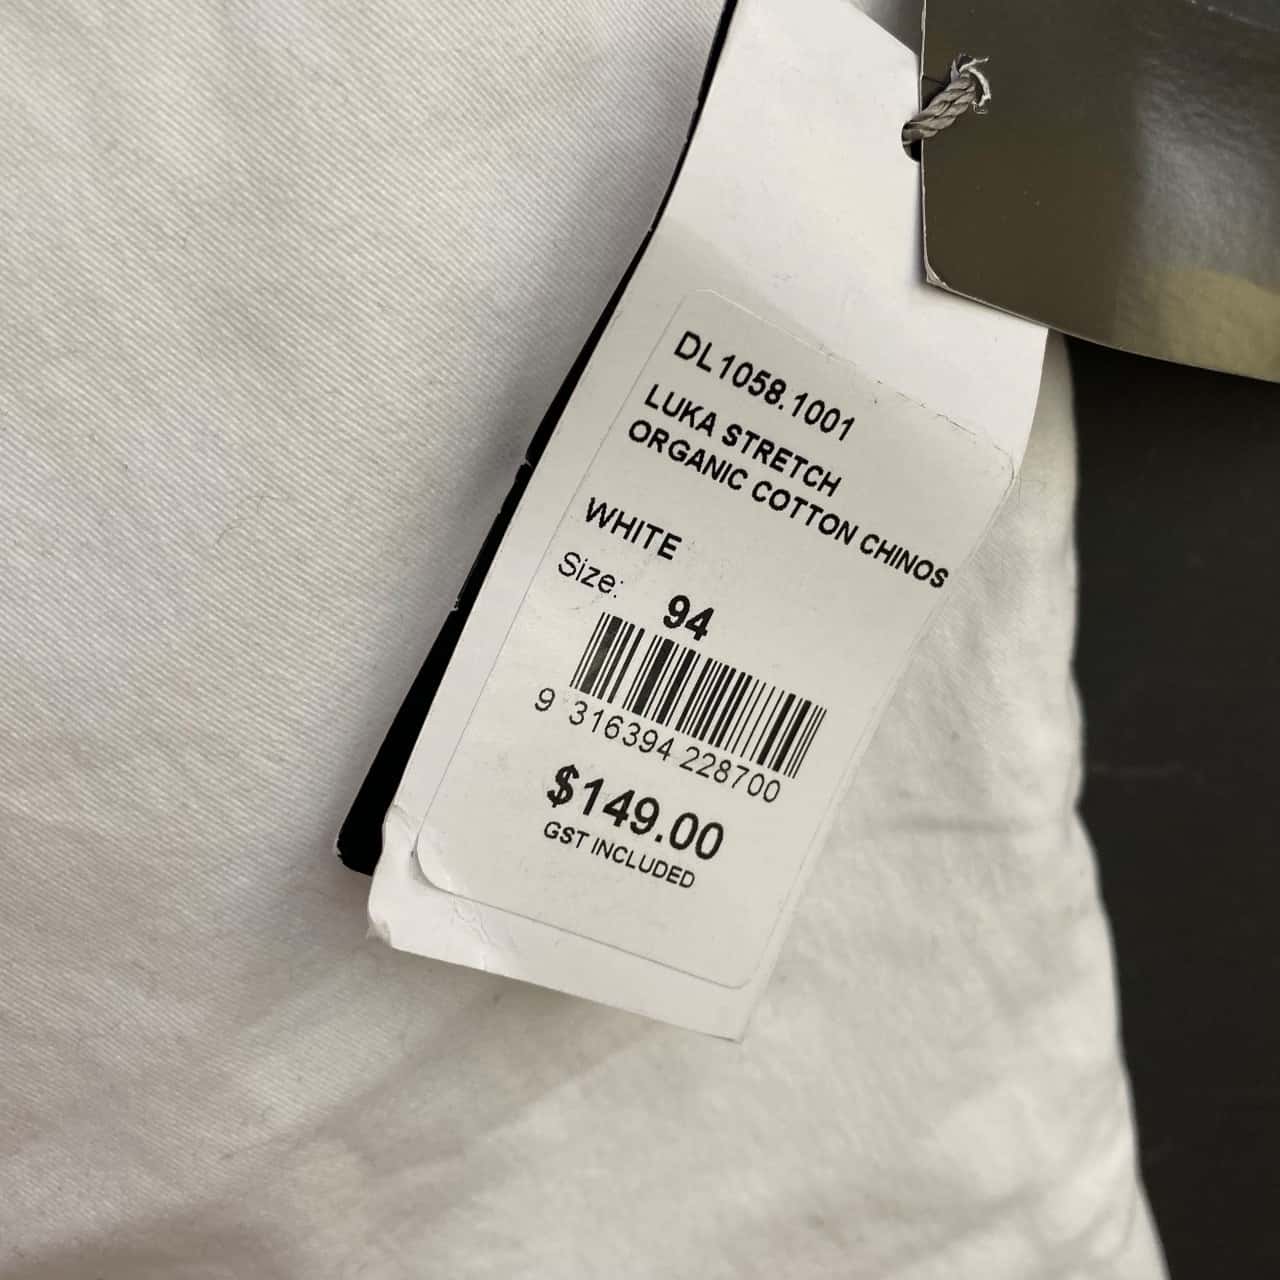 DL1058.1001
LUKA STRETCH
ORGANIC COTTON CHINOS
WHITE
Size: 94
9 316394 228700
$149.00
GST INCLUDED